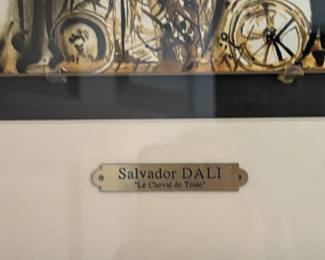 Salvador DALI
"Le Cheval de Troie"